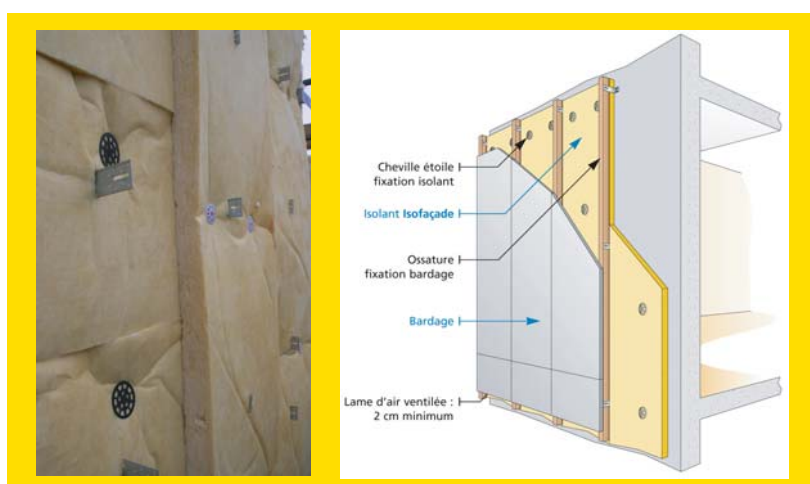 Cheville étoile
fixation isolant
Isolant Isofaçade
Ossature
fixation bardage
Bardage
Lame d'air ventilée :
2 cm minimum